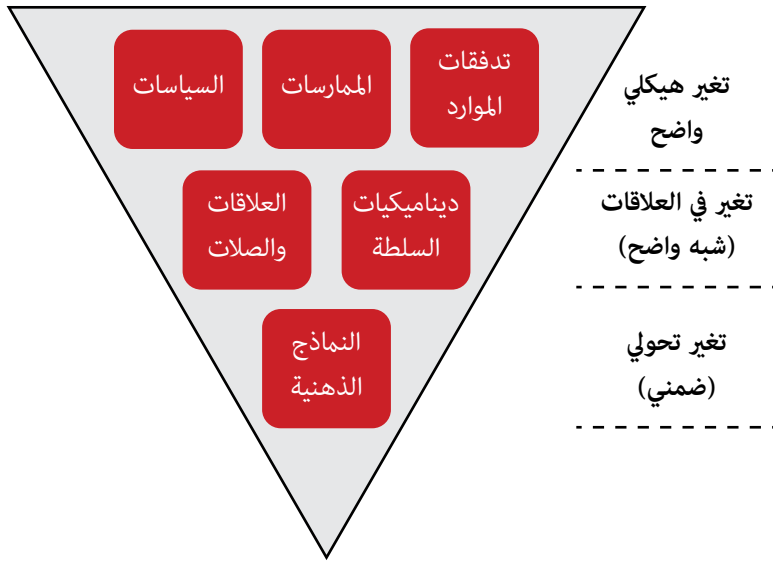 تغير هيكلي
واضح
تدفقات
الموارد
الممارسات
السياسات
تغير في العلاقات
(شبه واضح)
ديناميكيات
السلطة
العلاقات
والصلات
تغير تحولي
(ضمني)
النماذج
الذهنية